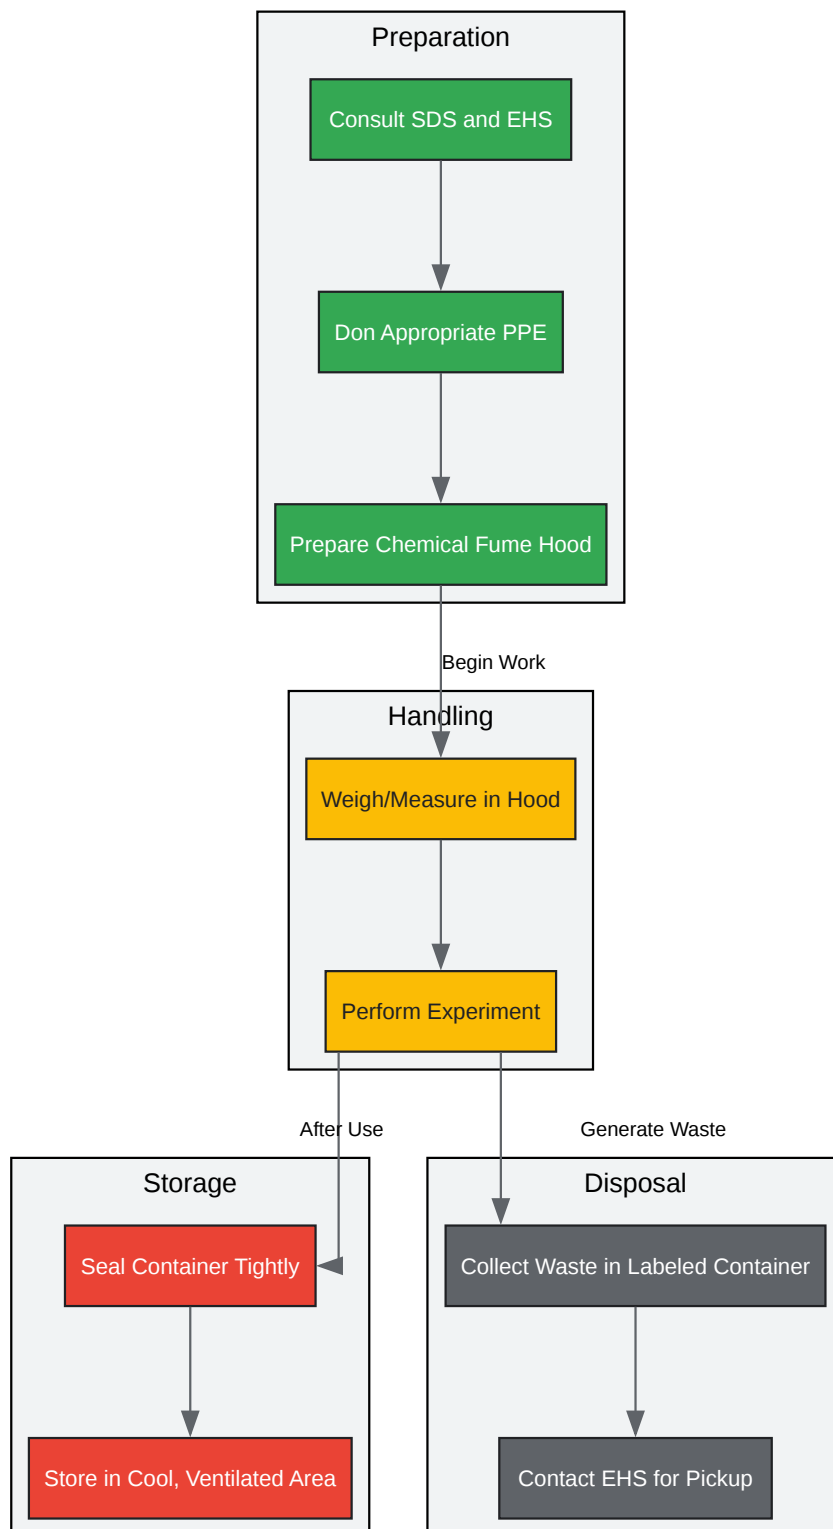 Preparation
Consult SDS and EHS
Don Appropriate PPE
Prepare Chemical Fume Hood
Begin Work
Handling
Weigh/Measure in Hood
Perform Experiment
After Use
Generate Waste
Storage
Disposal
Seal Container Tightly
Collect Waste in Labeled Container
Store in Cool, Ventilated Area
Contact EHS for Pickup